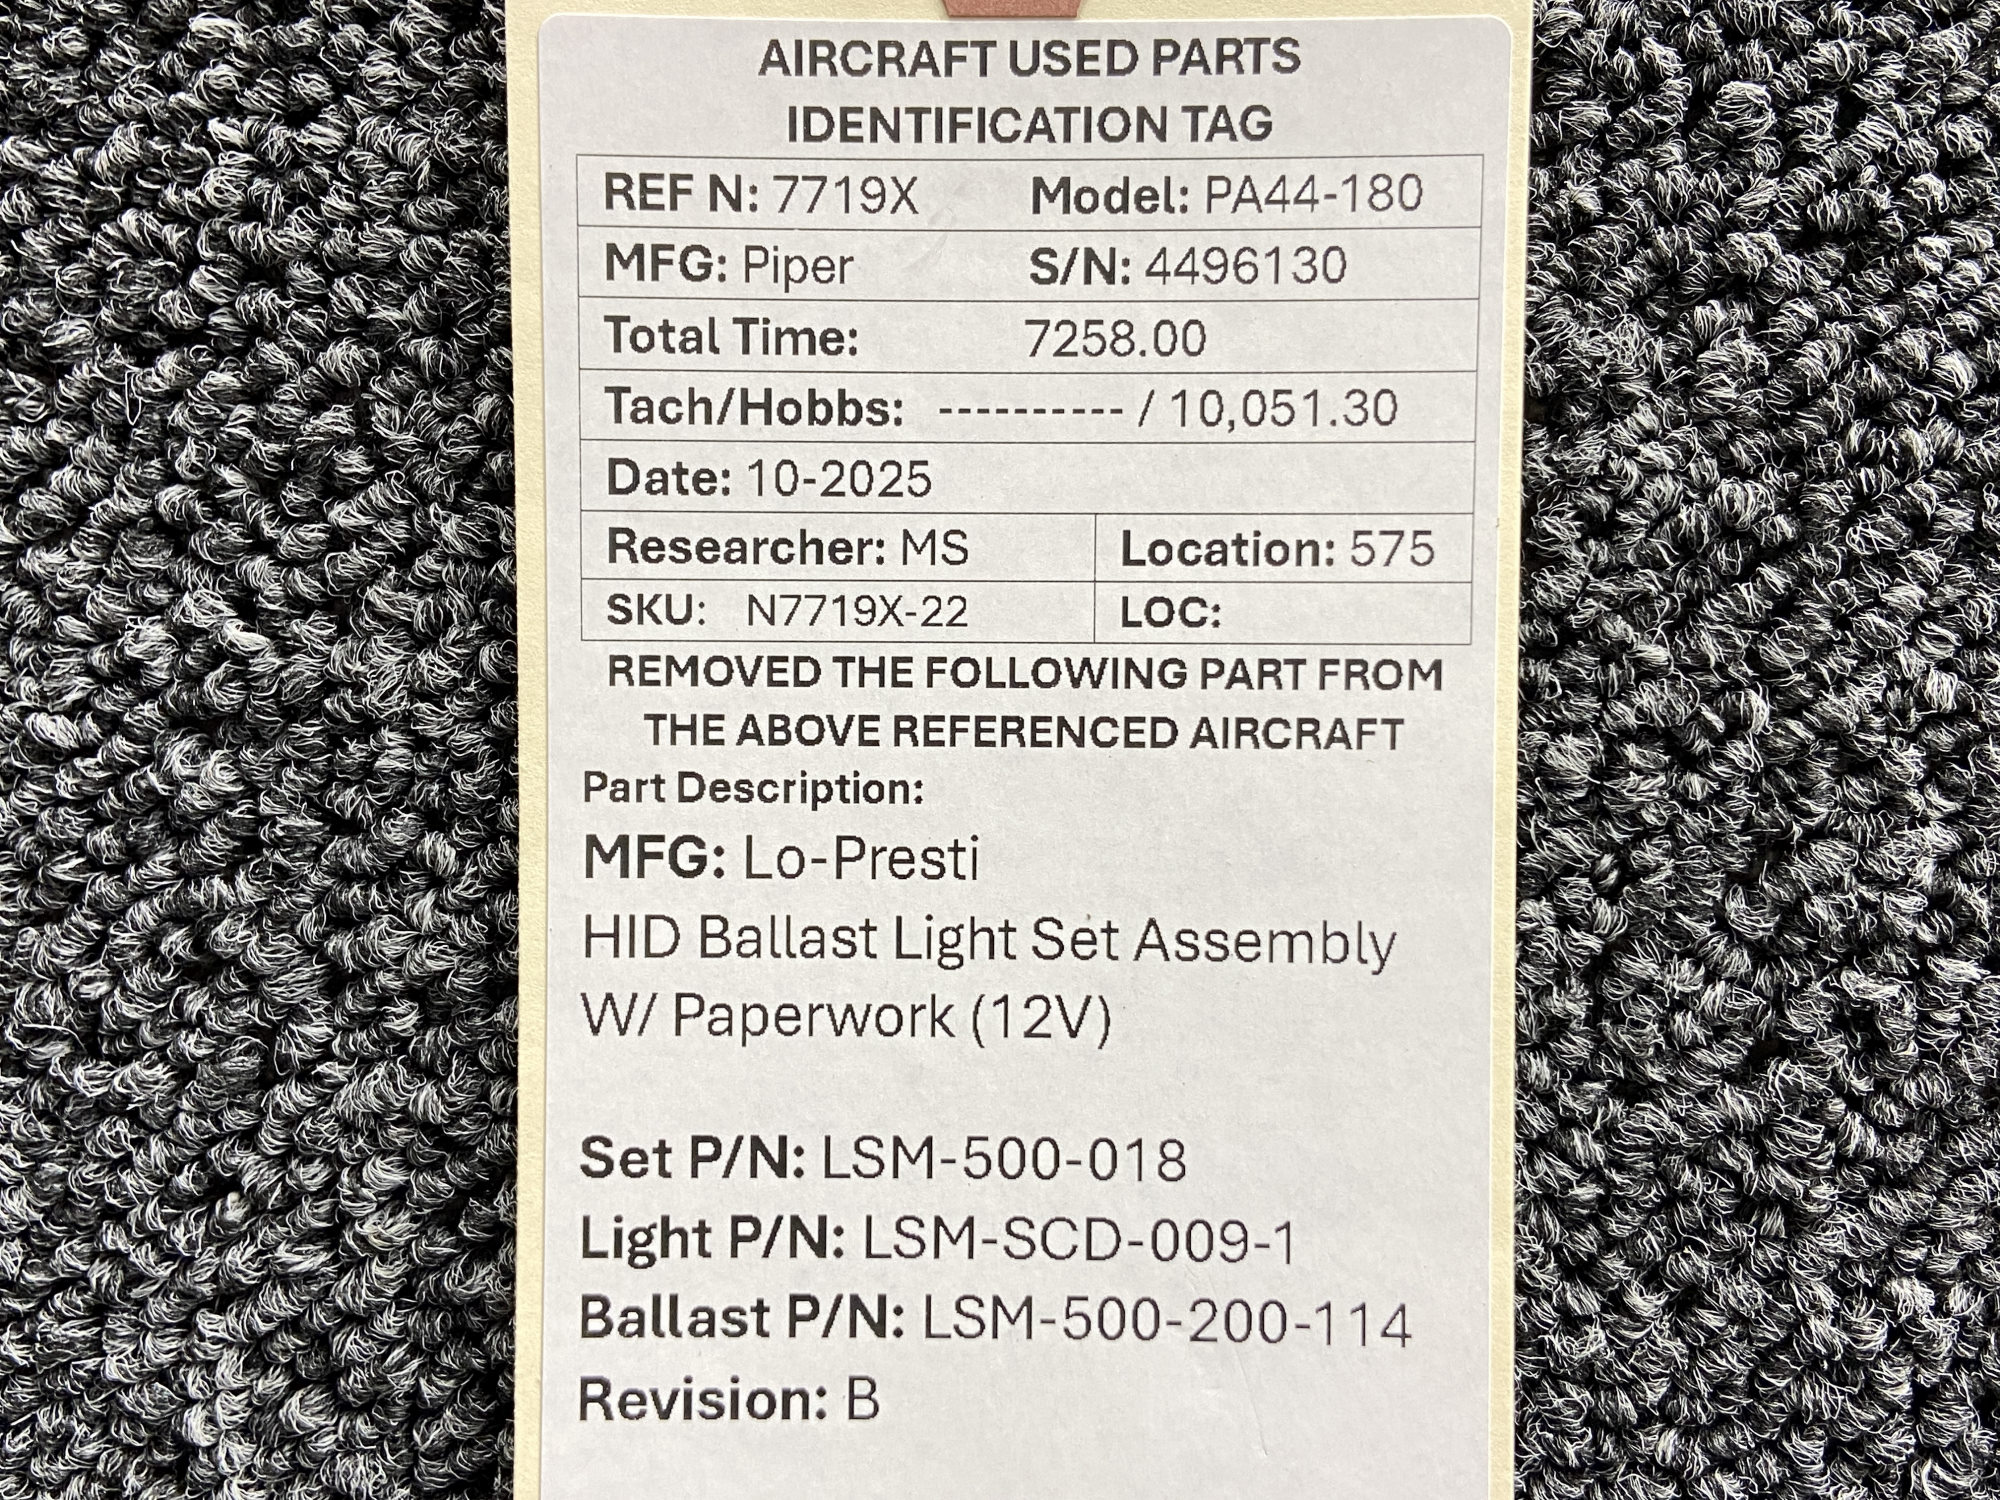 AIRCRAFT USED PARTS
IDENTIFICATION TAG
REF N: 7719X Model: PA44-180
MFG: Piper S/N: 4496130
Total Time: 7258.00
Tach/Hobbs: ---------- / 10,051.30
Date: 10-2025
Researcher: MS Location: 575
SKU: N7719X-22 LOC:
REMOVED THE FOLLOWING PART FROM
THE ABOVE REFERENCED AIRCRAFT
Part Description:
MFG: Lo-Presti
HID Ballast Light Set Assembly
W/ Paperwork (12V)
Set P/N: LSM-500-018
Light P/N: LSM-SCD-009-1
Ballast P/N: LSM-500-200-114
Revision: B